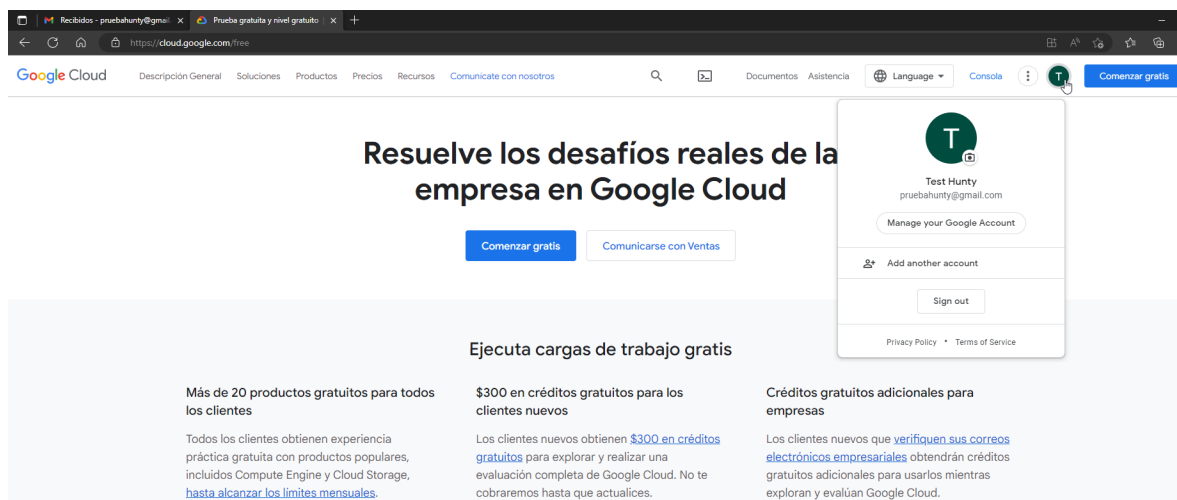 Recibidos - pruebahunty@gmail
Prueba gratuita y nivel gratuito
https://cloud.google.com/free
Google Cloud
Descripción General Soluciones Productos Precios Recursos Comunicate con nosotros Documentos Asistencia Language Consola T Comenzar gratis
Resuelve los desafíos reales de la
empresa en Google Cloud
Comenzar gratis Comunicarse con Ventas
T
Test Hunty
pruebahunty@gmail.com
Manage your Google Account
Add another account
Sign out
Privacy Policy • Terms of Service
Ejecuta cargas de trabajo gratis
Más de 20 productos gratuitos para todos
los clientes
Todos los clientes obtienen experiencia
práctica gratuita con productos populares,
incluidos Compute Engine y Cloud Storage,
hasta alcanzar los límites mensuales.
$300 en créditos gratuitos para los
clientes nuevos
Los clientes nuevos obtienen $300 en créditos
gratuitos para explorar y realizar una
evaluación completa de Google Cloud. No te
cobraremos hasta que actualices.
Créditos gratuitos adicionales para
empresas
Los clientes nuevos que verifiquen sus correos
electrónicos empresariales obtendrán créditos
gratuitos adicionales para usarlos mientras
exploran y evalúan Google Cloud.